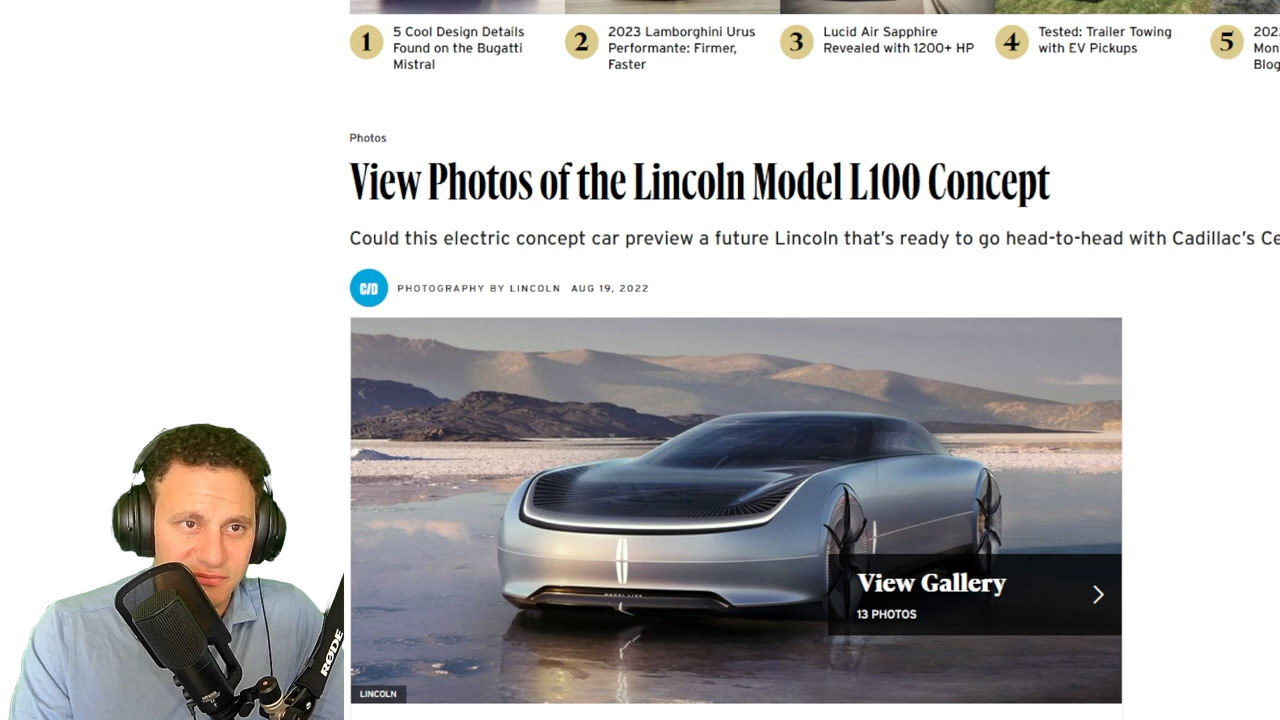 1
5 Cool Design Details
Found on the Bugatti
Mistral
2
2023 Lamborghini Urus
Performante: Firmer,
Faster
3
Lucid Air Sapphire
Revealed with 1200+ HP
4
Tested: Trailer Towing
with EV Pickups
5
Photos
View Photos of the Lincoln Model L100 Concept
Could this electric concept car preview a future Lincoln that's ready to go head-to-head with Cadillac's
C/D
PHOTOGRAPHY BY LINCOLN AUG 19, 2022
View Gallery
13 PHOTOS
LINCOLN
RØDE